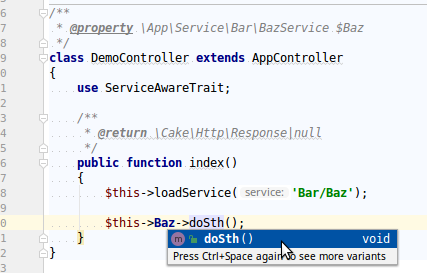 6 /**
7 * @property \App\Service\Bar\BazService $Baz
8 */
9 class DemoController extends AppController
0 {
1 use ServiceAwareTrait;
2
3 /**
4 * @return \Cake\Http\Response|null
5 */
6 public function index()
7 {
8 $this->loadService( service: 'Bar/Baz');
9
0 $this->Baz->doSth();
1 }
2 }
m doSth() void
Press Ctrl+Space again to see more variants